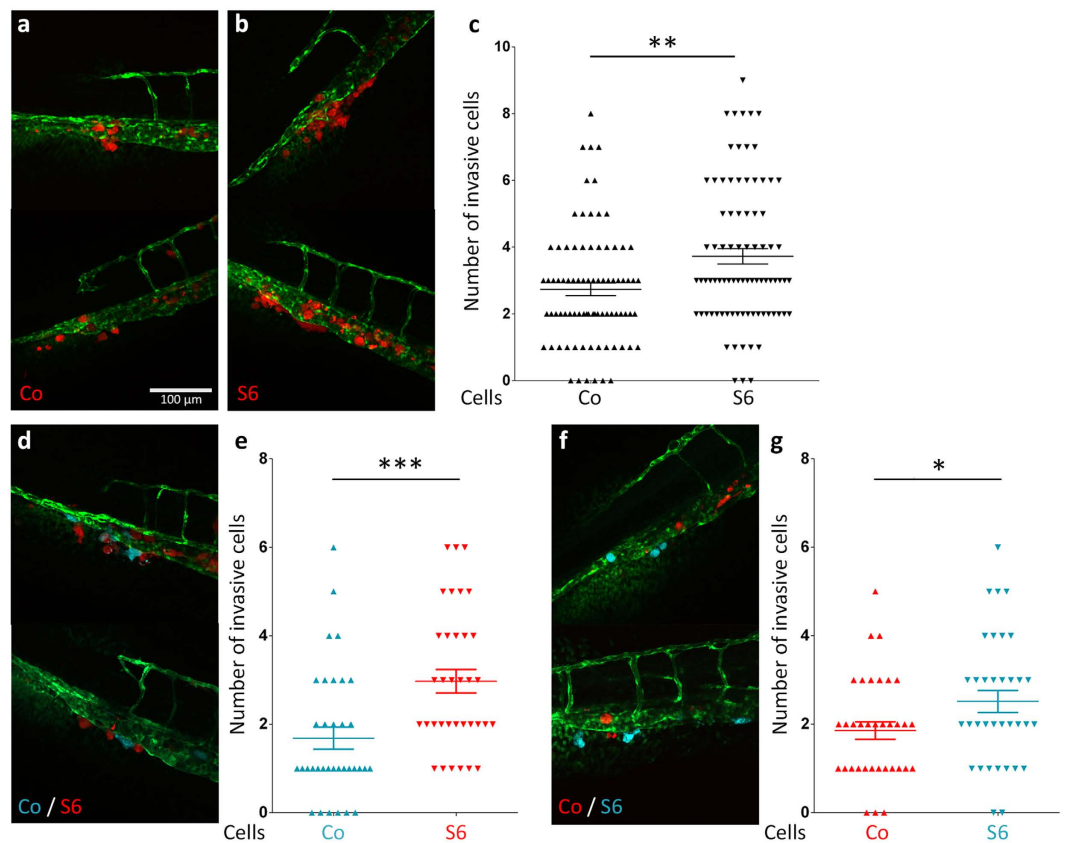 a
Co
100 µm
b
S6
c
**
Number of invasive cells
10
8
6
4
2
0
Cells Co S6
d
Co / S6
e
***
Number of invasive cells
8
6
4
2
0
Cells Co S6
f
Co / S6
g
*
Number of invasive cells
8
6
4
2
0
Cells Co S6